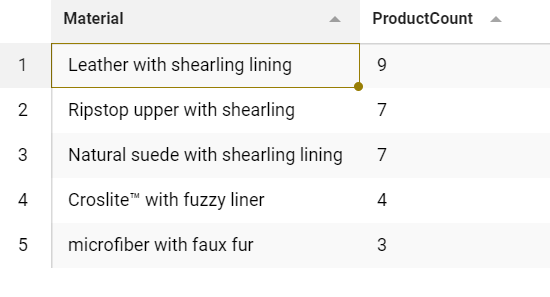 Material ProductCount
1 Leather with shearling lining 9
2 Ripstop upper with shearling 7
3 Natural suede with shearling lining 7
4 Croslite™ with fuzzy liner 4
5 microfiber with faux fur 3